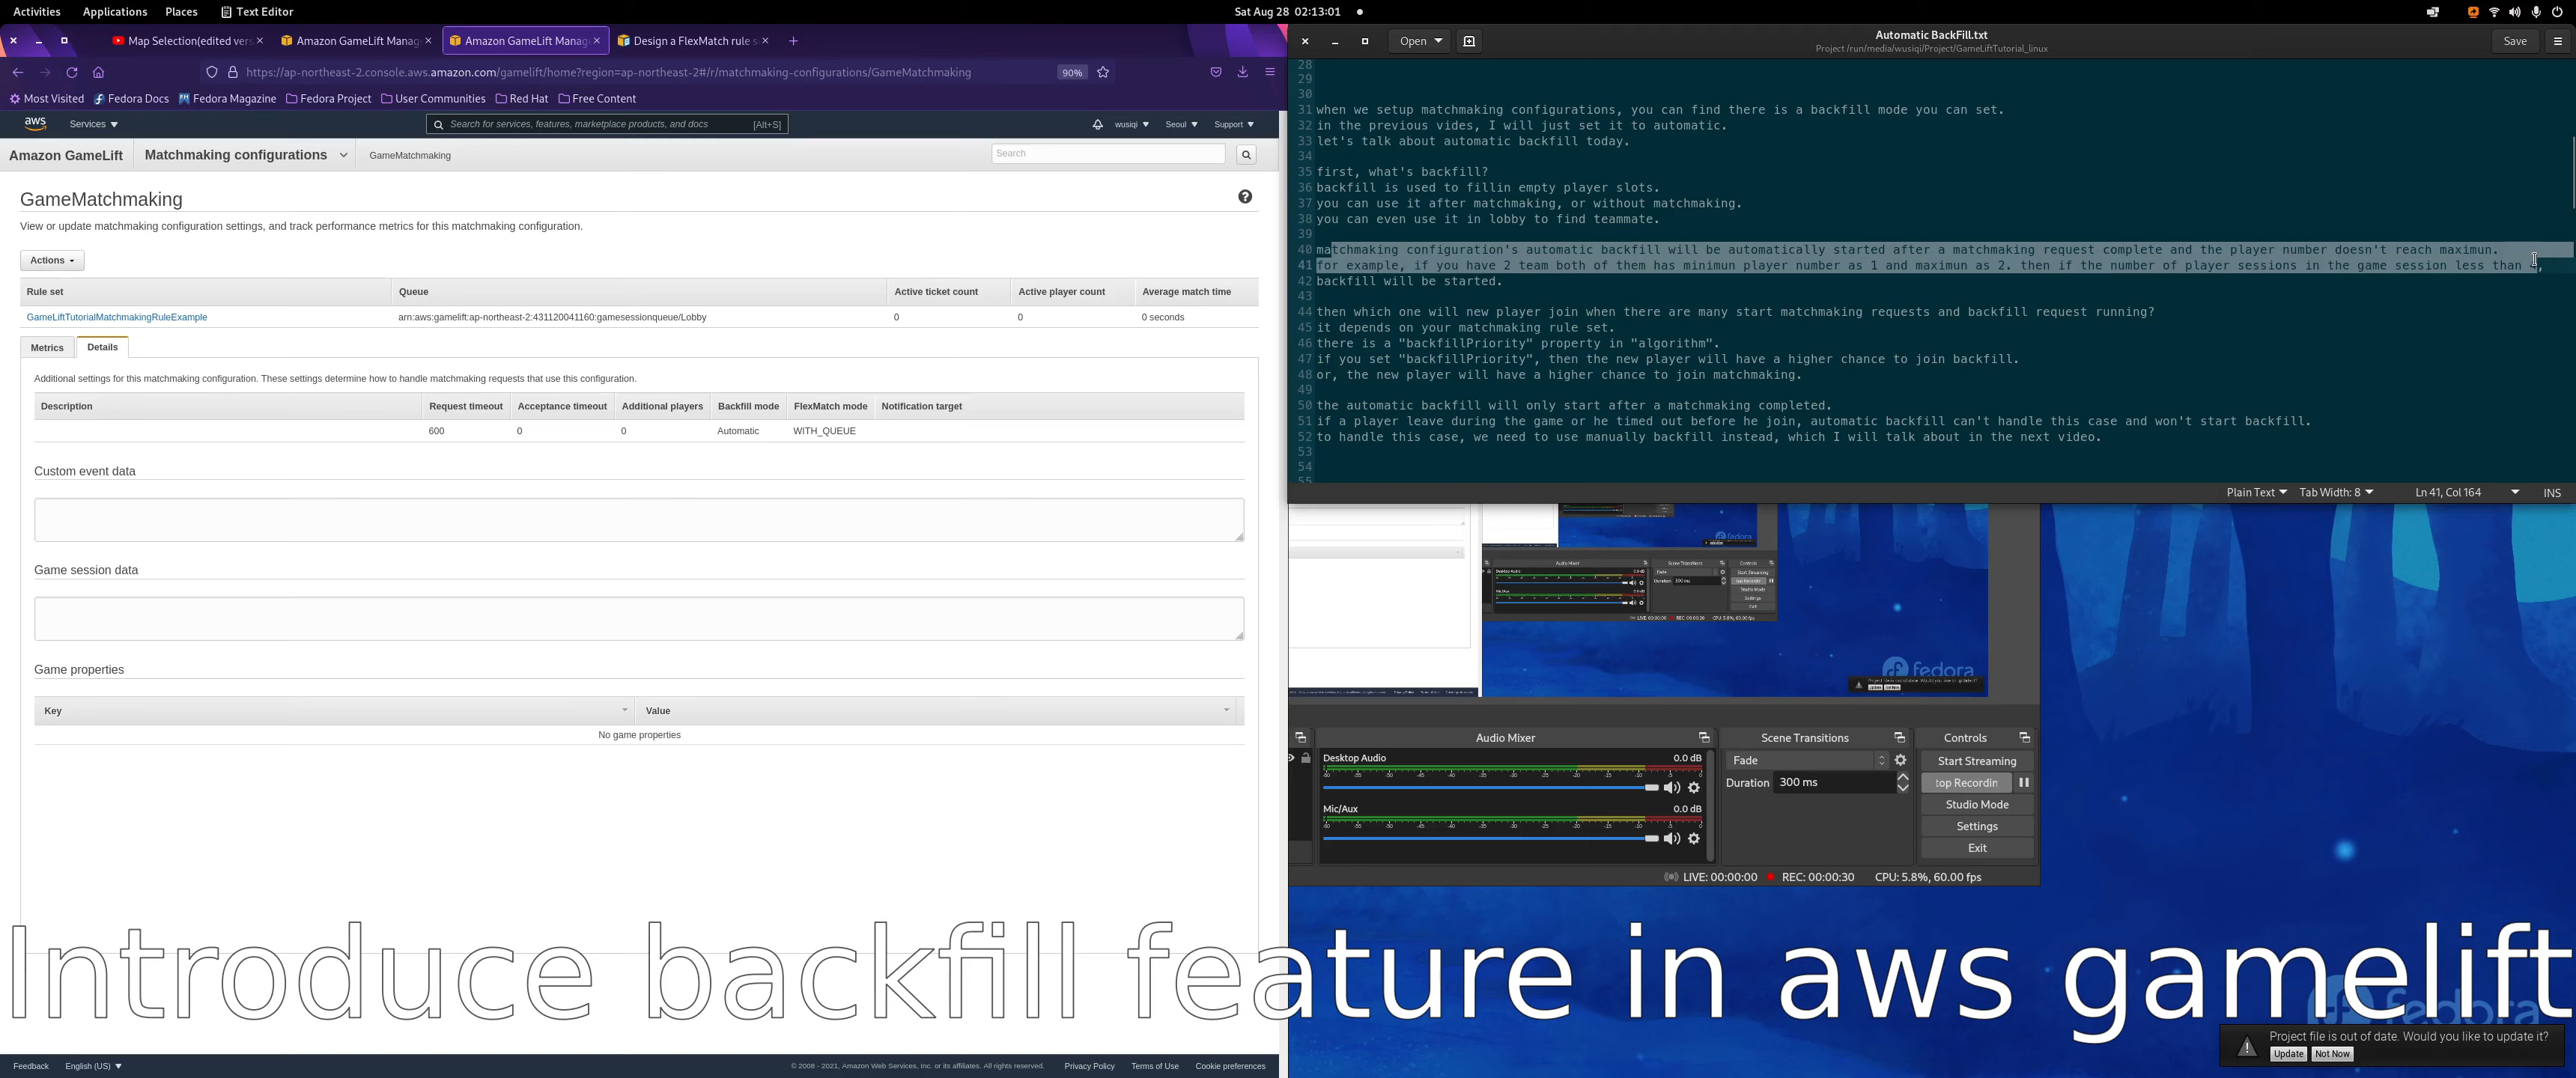 Activities Applications Places Text Editor
Sat Aug 28 02:13:01
Map Selection(edited vers
Amazon GameLift Manag
Amazon GameLift Manag
Design a FlexMatch rule s
https://ap-northeast-2.console.aws.amazon.com/gamelift/home?region=ap-northeast-2#/r/matchmaking-configurations/GameMatchmaking
90%
Most Visited Fedora Docs Fedora Magazine Fedora Project User Communities Red Hat Free Content
aws Services
Search for services, features, marketplace products, and docs [Alt+S]
wusiqi Seoul Support
Amazon GameLift Matchmaking configurations GameMatchmaking
Search
GameMatchmaking
View or update matchmaking configuration settings, and track performance metrics for this matchmaking configuration.
Actions
Rule set Queue Active ticket count Active player count Average match time
GameLiftTutorialMatchmakingRuleExample arn:aws:gamelift:ap-northeast-2:431120041160:gamesessionqueue/Lobby 0 0 0 seconds
Metrics Details
Additional settings for this matchmaking configuration. These settings determine how to handle matchmaking requests that use this configuration.
Description Request timeout Acceptance timeout Additional players Backfill mode FlexMatch mode Notification target
600 0 0 Automatic WITH_QUEUE
Custom event data
Game session data
Game properties
Key Value
No game properties
Feedback English (US)
© 2008 - 2021, Amazon Web Services, Inc. or its affiliates. All rights reserved. Privacy Policy Terms of Use Cookie preferences
Open
Automatic BackFill.txt
Project /run/media/wusiqi/Project/GameLiftTutorial_linux
Save
28
29
30
31 when we setup matchmaking configurations, you can find there is a backfill mode you can set.
32 in the previous vides, I will just set it to automatic.
33 let's talk about automatic backfill today.
34
35 first, what's backfill?
36 backfill is used to fillin empty player slots.
37 you can use it after matchmaking, or without matchmaking.
38 you can even use it in lobby to find teammate.
39
40 matchmaking configuration's automatic backfill will be automatically started after a matchmaking request complete and the player number doesn't reach maximun.
41 for example, if you have 2 team both of them has minimun player number as 1 and maximun as 2. then if the number of player sessions in the game session less than 4,
42 backfill will be started.
43
44 then which one will new player join when there are many start matchmaking requests and backfill request running?
45 it depends on your matchmaking rule set.
46 there is a "backfillPriority" property in "algorithm".
47 if you set "backfillPriority", then the new player will have a higher chance to join backfill.
48 or, the new player will have a higher chance to join matchmaking.
49
50 the automatic backfill will only start after a matchmaking completed.
51 if a player leave during the game or he timed out before he join, automatic backfill can't handle this case and won't start backfill.
52 to handle this case, we need to use manually backfill instead, which I will talk about in the next video.
53
54
55
Plain Text Tab Width: 8 Ln 41, Col 164 INS
fedora
Audio Mixer Scene Transitions Controls
Desktop Audio 0.0 dB
Mic/Aux 0.0 dB
Fade
Duration 300 ms
Start Streaming
top Recordin
Studio Mode
Settings
Exit
LIVE: 00:00:00 REC: 00:00:30 CPU: 5.8%, 60.00 fps
Introduce backfill feature in aws gamelift
fedora
Project file is out of date. Would you like to update it?
Update Not Now